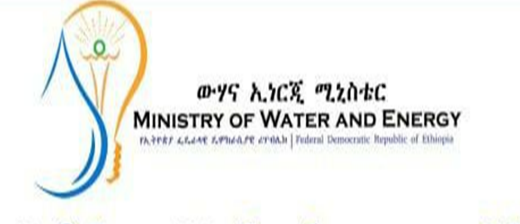 ውሃና ኢነርጂ ሚኒስቴር
MINISTRY OF WATER AND ENERGY
የኢትዮጵያ ፌዴራላዊ ዲሞክራሲያዊ ሪፐብሊክ | Federal Democratic Republic of Ethiopia